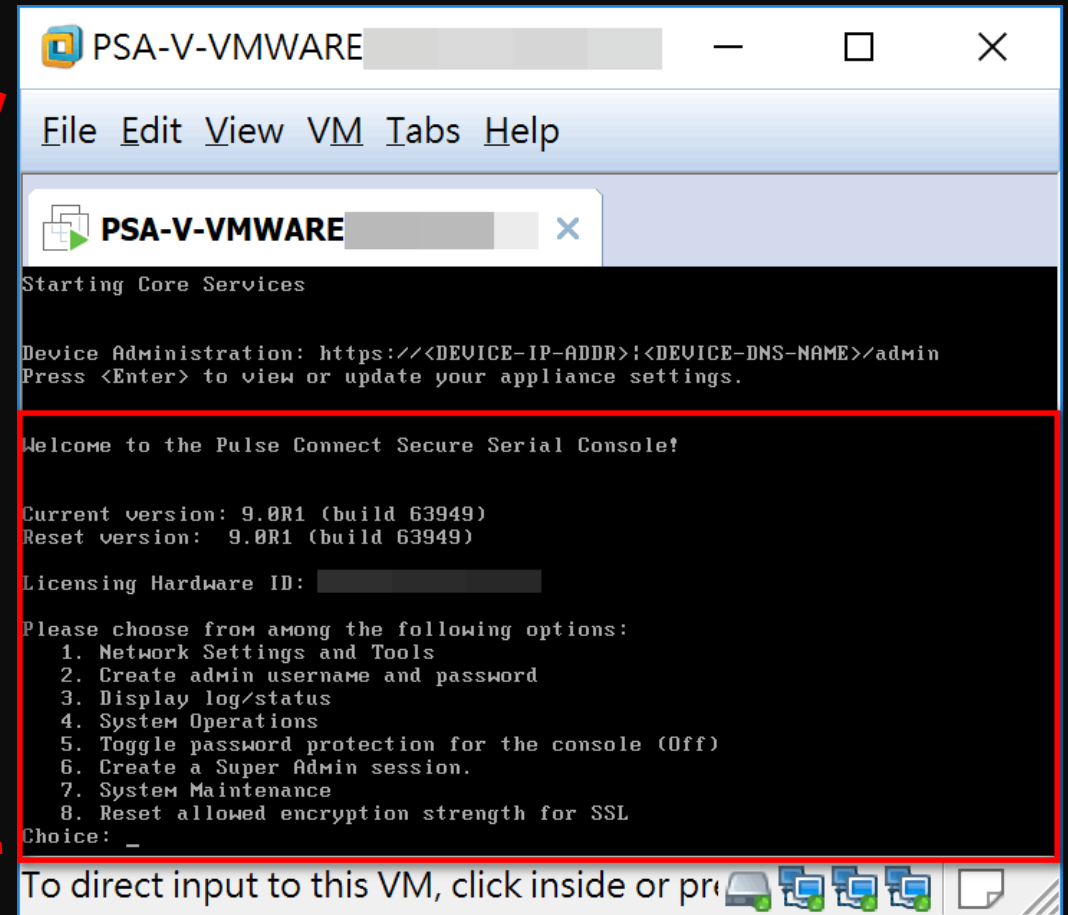 PSA-V-VMWARE
File Edit View VM Tabs Help
PSA-V-VMWARE
Starting Core Services
Device Administration: https://<DEVICE-IP-ADDR>¦<DEVICE-DNS-NAME>/admin
Press <Enter> to view or update your appliance settings.
Welcome to the Pulse Connect Secure Serial Console!
Current version: 9.0R1 (build 63949)
Reset version:  9.0R1 (build 63949)
Licensing Hardware ID:
Please choose from among the following options:
1. Network Settings and Tools
2. Create admin username and password
3. Display log/status
4. System Operations
5. Toggle password protection for the console (Off)
6. Create a Super Admin session.
7. System Maintenance
8. Reset allowed encryption strength for SSL
Choice: _
To direct input to this VM, click inside or